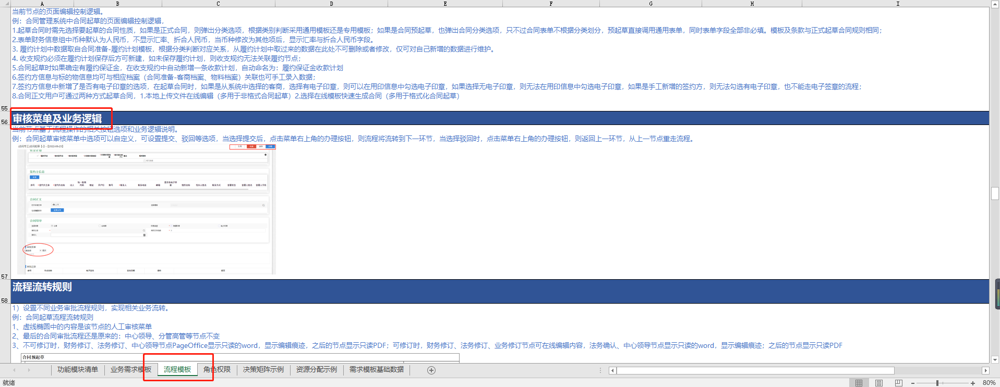 A B C D E F G H I
当前节点的页面编辑控制逻辑。
例：合同管理系统中合同起草的页面编辑控制逻辑，
1.起草合同时需先选择要起草的合同性质，如果是正式合同，则弹出分类选项，根据类别判断采用通用模板还是专用模板；如果是合同预起草，也弹出合同分类选项，只不过合同表单不根据分类划分，预起草直接调用通用表单，同时表单字段全部非必填。模板及条款与正式起草合同规则相同；
2.表单财务信息组中币种默认为人民币，不显示汇率、折合人民币，当币种修改为其他项后，显示汇率与折合人民币字段。
3. 履约计划中数据取自合同准备-履约计划模板，根据分类判断对应关系，从履约计划中取过来的数据在此处不可删除或者修改，仅可对自己新增的数据进行维护。
4. 收支规约必须在履约计划保存后方可新建，如未保存履约计划，则收支规约无法关联履约节点；
5.合同起草时如果确定有履约保证金，在收支规约中自动新增一条收款计划，自动命名为：履约保证金收款计划
6.签约方信息与标的物信息均可与相应档案（合同准备-客商档案、物料档案）关联也可手工录入数据；
7.签约方信息中新增了是否有电子印章的选项，在起草合同时，如果是从系统中选择的客商，选择有电子印章，则可以在用印信息中勾选电子印章，如果选择无电子印章，则无法在用印信息中勾选电子印章，如果是手工新增的签约方，则无法勾选有电子印章，也不能走电子签章的流程；
8.合同正文用户可通过两种方式起草合同，1.本地上传文件在线编辑（多用于非格式合同起草）2.选择在线模板快速生成合同（多用于格式化合同起草）
55
56 审核菜单及业务逻辑
当前节点基于流程操作的相关按钮选项和业务逻辑说明。
例：合同起草审核菜单中选项可以自定义，可设置提交、驳回等选项，当选择提交后，点击菜单右上角的办理按钮，则流程将流转到下一环节，当选择驳回时，点击菜单右上角的办理按钮，则返回上一环节，从上一节点重走流程。
签约方信息
合同正文
合同用印
审核菜单
57
流程流转规则
58
1）设置不同业务审批流程规则，实现相关业务流转。
例：合同起草流程流转规则
1、虚线椭圆中的内容是该节点的人工审核菜单
2、最后的合同审批流程还是原来的：中心领导、分管高管等节点不变
3、不可修订时，财务修订、法务修订、中心领导节点PageOffice显示只读的word，显示编辑痕迹，之后的节点显示只读PDF；可修订时，财务修订、法务修订、业务修订节点可在线编辑内容，法务确认、中心领导节点显示只读的word，显示编辑痕迹；之后的节点显示只读PDF
合同预起草
功能模块清单 业务需求模板 流程模板 角色权限 决策矩阵示例 资源分配示例 需求模板基础数据
就绪 80%